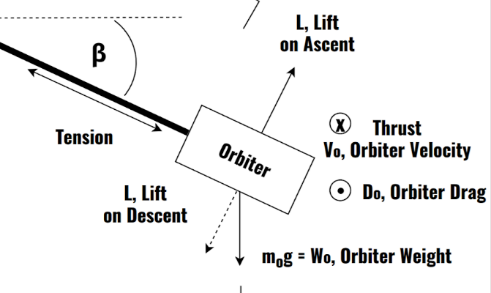 L, Lift
on Ascent
β
Tension
Orbiter
X Thrust
Vo, Orbiter Velocity
L, Lift
on Descent
Do, Orbiter Drag
mog = Wo, Orbiter Weight